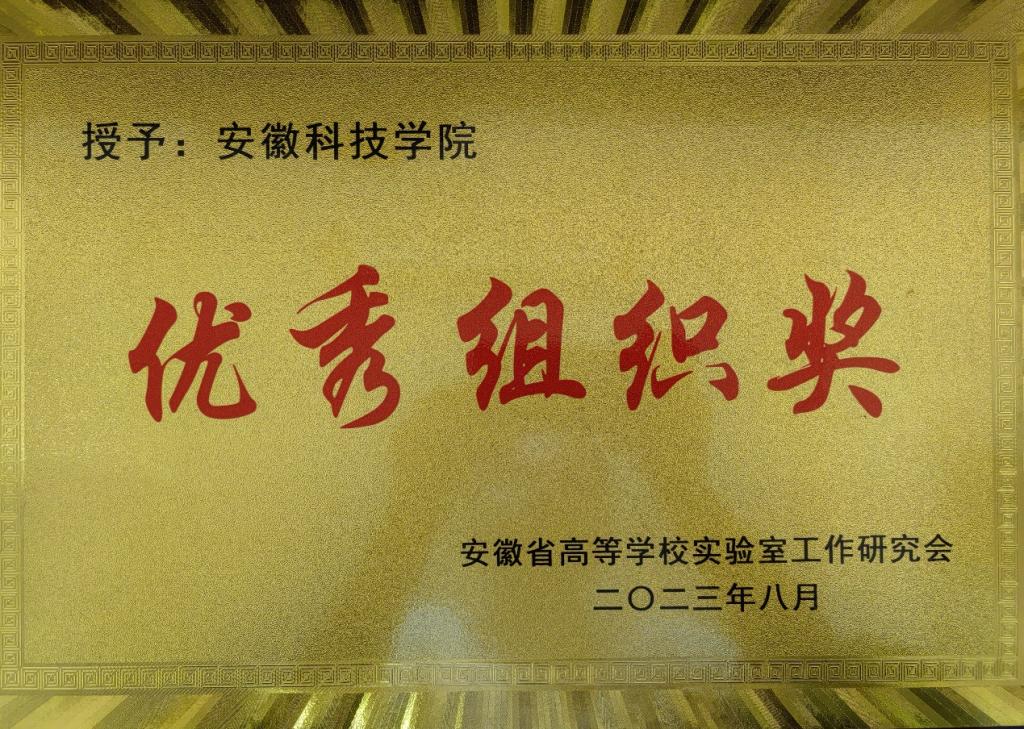 授予：安徽科技学院
优秀组织奖
安徽省高等学校实验室工作研究会
二〇二三年八月